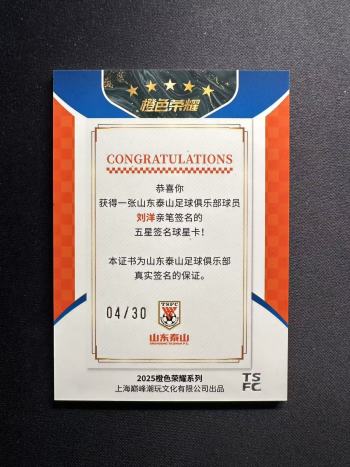 橙色荣耀
CONGRATULATIONS
恭喜你
获得一张山东泰山足球俱乐部球员
刘洋亲笔签名的
五星签名球星卡！
本证书为山东泰山足球俱乐部
真实签名的保证。
04/30
TSFC
山东泰山
SHANDONG TAISHAN F.C.
2025橙色荣耀系列
上海巅峰潮玩文化有限公司出品
TS
FC